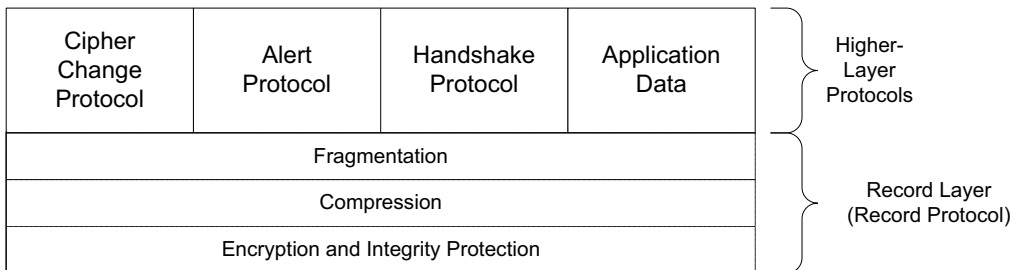 Cipher
Change
Protocol
Alert
Protocol
Handshake
Protocol
Application
Data
Higher-
Layer
Protocols
Fragmentation
Compression
Encryption and Integrity Protection
Record Layer
(Record Protocol)